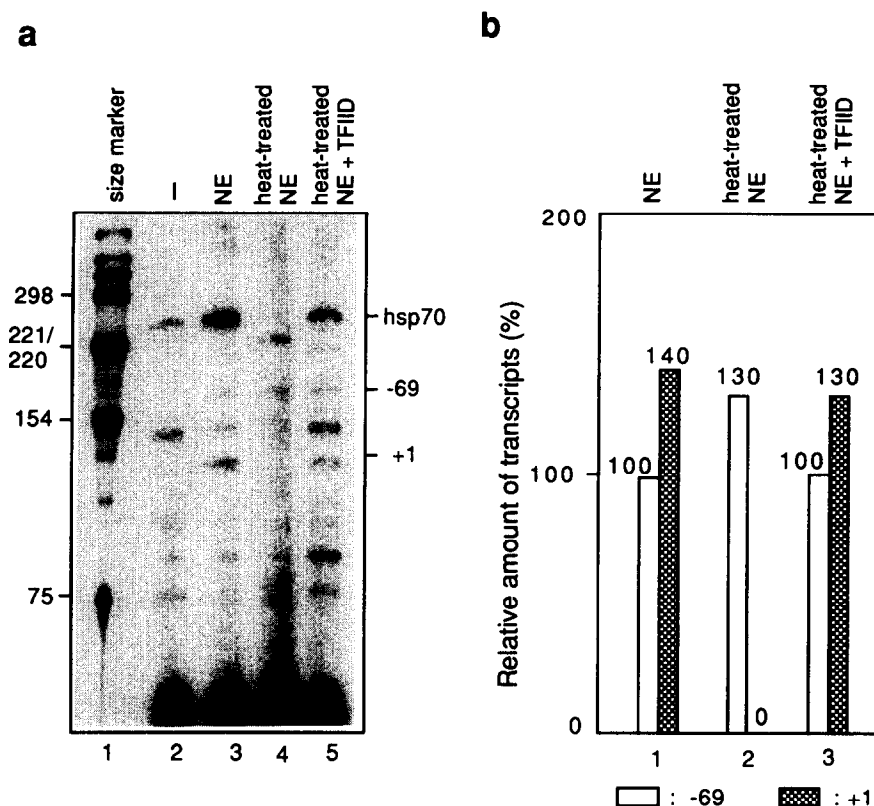 a
size marker
–
NE
heat-treated
NE
heat-treated
NE + TFIID
298
221/
220
154
75
hsp70
-69
+1
1 2 3 4 5
b
NE
heat-treated
NE
heat-treated
NE + TFIID
Relative amount of transcripts (%)
200
100
0
100
140
130
0
100
130
1 2 3
: -69
: +1